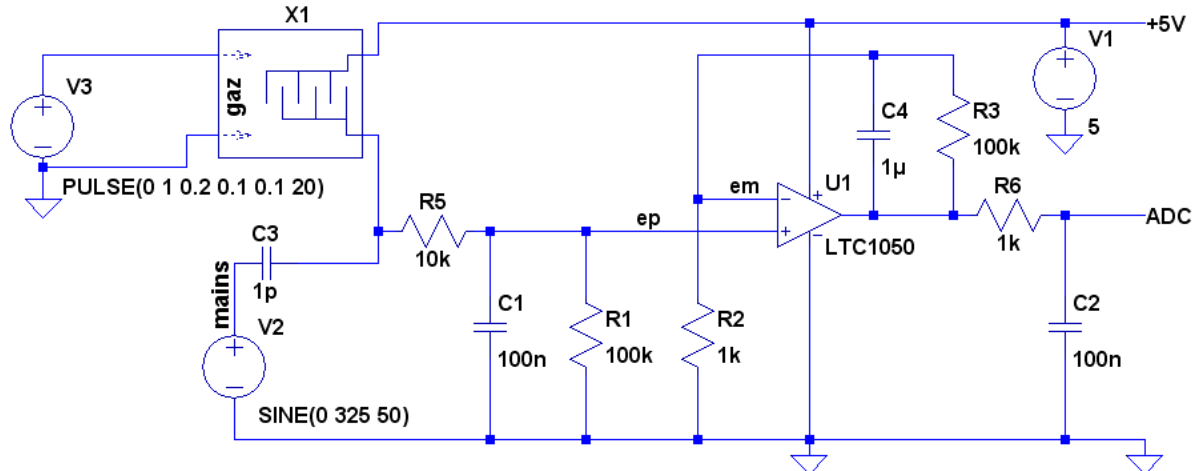 X1
+5V
V1
V3
gaz
C4
R3
100k
5
1µ
PULSE(0 1 0.2 0.1 0.1 20)
em
U1
R5
R6
ep
ADC
10k
LTC1050
1k
C3
mains
1p
C1
R1
R2
C2
V2
100n
100k
1k
100n
SINE(0 325 50)